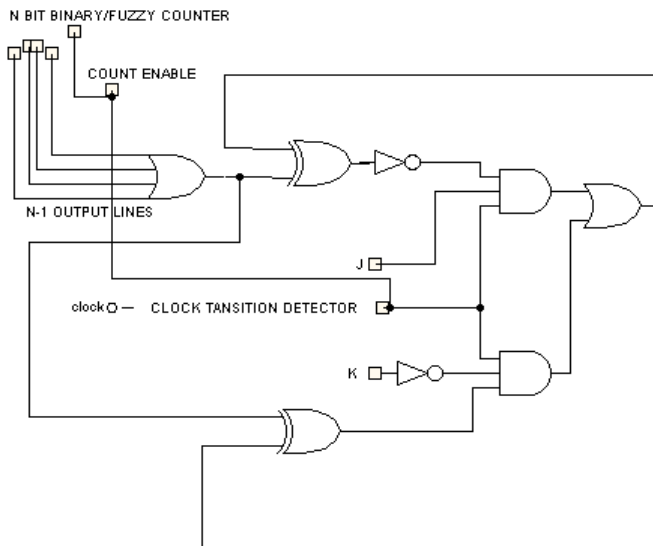 N BIT BINARY/FUZZY COUNTER
COUNT ENABLE
N-1 OUTPUT LINES
J
clock CLOCK TANSITION DETECTOR
K